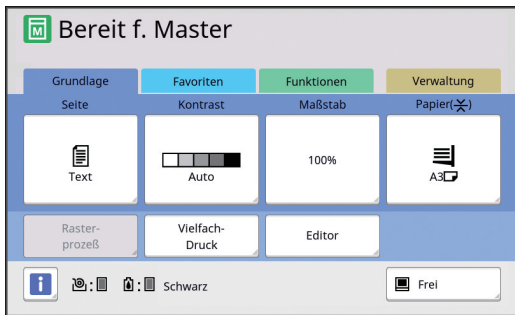 M Bereit f. Master
Grundlage Favoriten Funktionen Verwaltung
Seite Kontrast Maßstab Papier( )
Text Auto 100% A3
Raster-
prozeß
Vielfach-
Druck
Editor
i : : Schwarz Frei